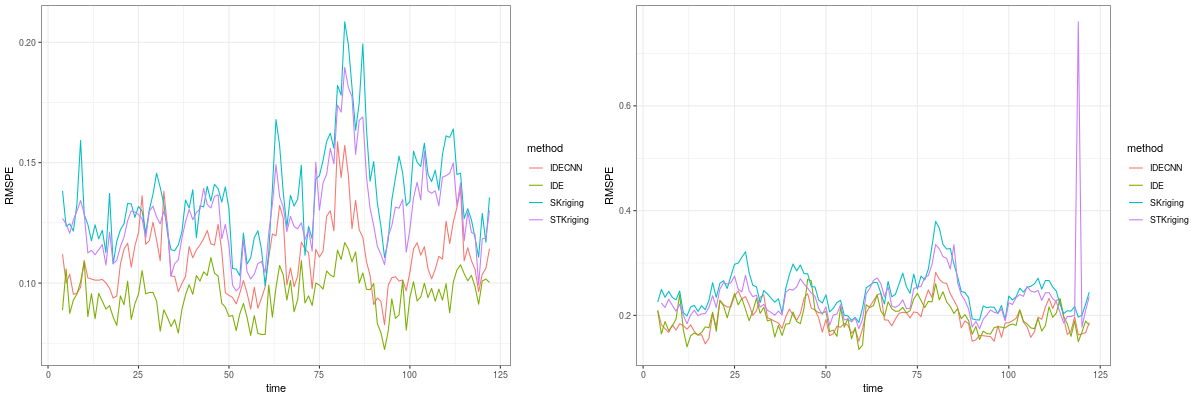 0.20
0.15
0.10
RMSPE
0
25
50
75
100
125
time
method
IDECNN
IDE
SKriging
STKriging
0.6
0.4
0.2
RMSPE
0
25
50
75
100
125
time
method
IDECNN
IDE
SKriging
STKriging